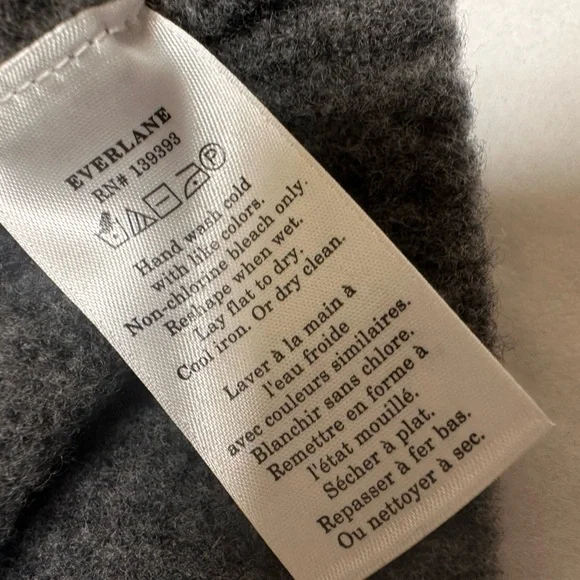 EVERLANE
RN# 139393
P
Hand wash cold
with like colors.
Non-chlorine bleach only.
Reshape when wet.
Lay flat to dry.
Cool iron. Or dry clean.
Laver à la main à
l'eau froide
avec couleurs similaires.
Blanchir sans chlore.
Remettre en forme à
l'état mouillé.
Sécher à plat.
Repasser à fer bas.
Ou nettoyer à sec.